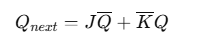 Q_{next} = J\overline{Q} + \overline{K}Q